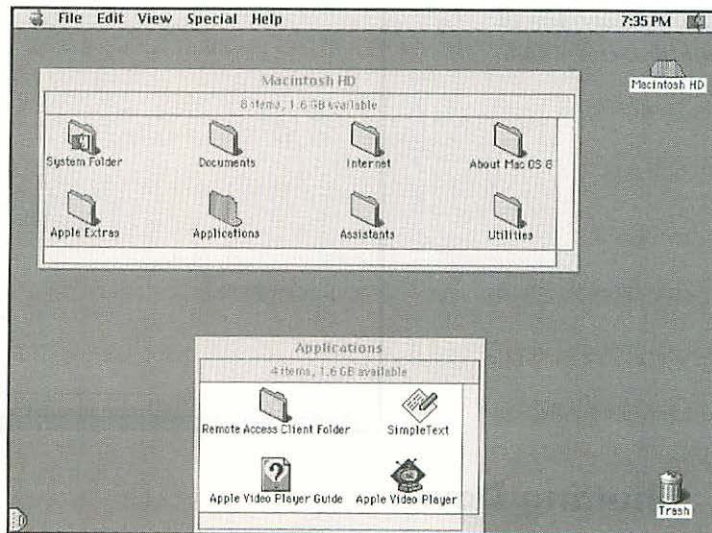 File Edit View Special Help 7:35 PM
Macintosh HD
8 items, 1.6 GB available
Macintosh HD
System Folder Documents Internet About Mac OS 8
Apple Extras Applications Assistants Utilities
Applications
4 items, 1.6 GB available
Remote Access Client Folder SimpleText
Apple Video Player Guide Apple Video Player
Trash